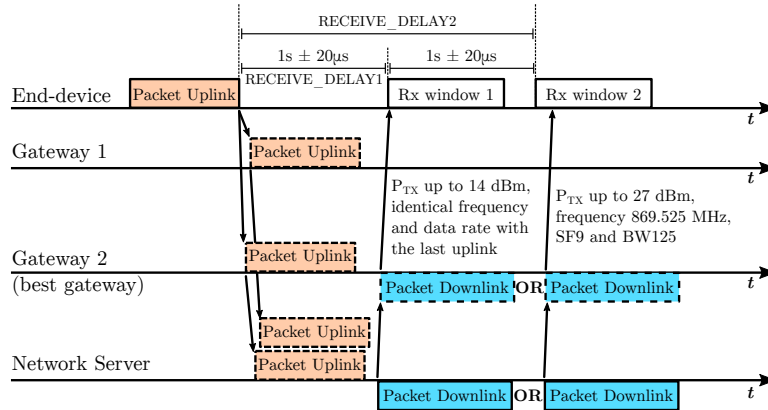 RECEIVE_DELAY2
1s ± 20μs
1s ± 20μs
RECEIVE_DELAY1
End-device
Packet Uplink
Rx window 1
Rx window 2
t
Gateway 1
Packet Uplink
t
P_TX up to 14 dBm,
identical frequency
and data rate with
the last uplink
P_TX up to 27 dBm,
frequency 869.525 MHz,
SF9 and BW125
Gateway 2
(best gateway)
Packet Uplink
t
Packet Downlink
OR
Packet Downlink
Packet Uplink
Network Server
Packet Uplink
t
Packet Downlink
OR
Packet Downlink